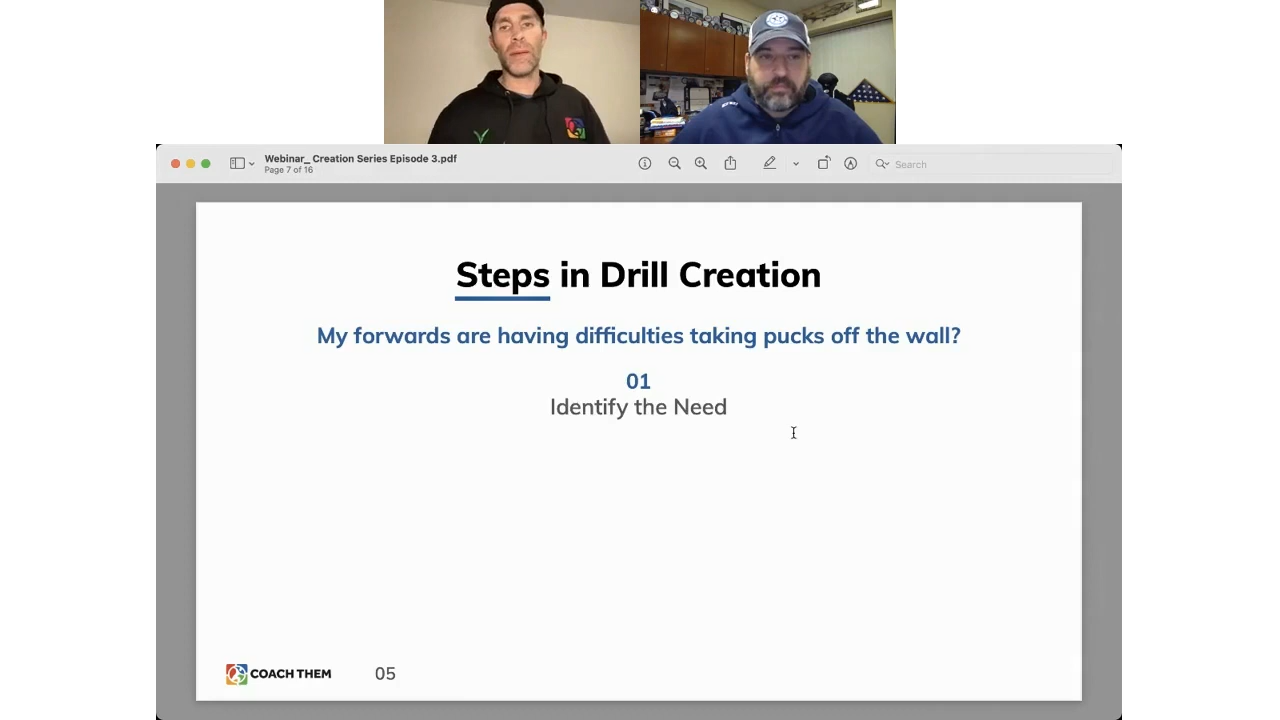 Webinar_ Creation Series Episode 3.pdf
Page 7 of 16
Search
Steps in Drill Creation
My forwards are having difficulties taking pucks off the wall?
01
Identify the Need
COACH THEM
05